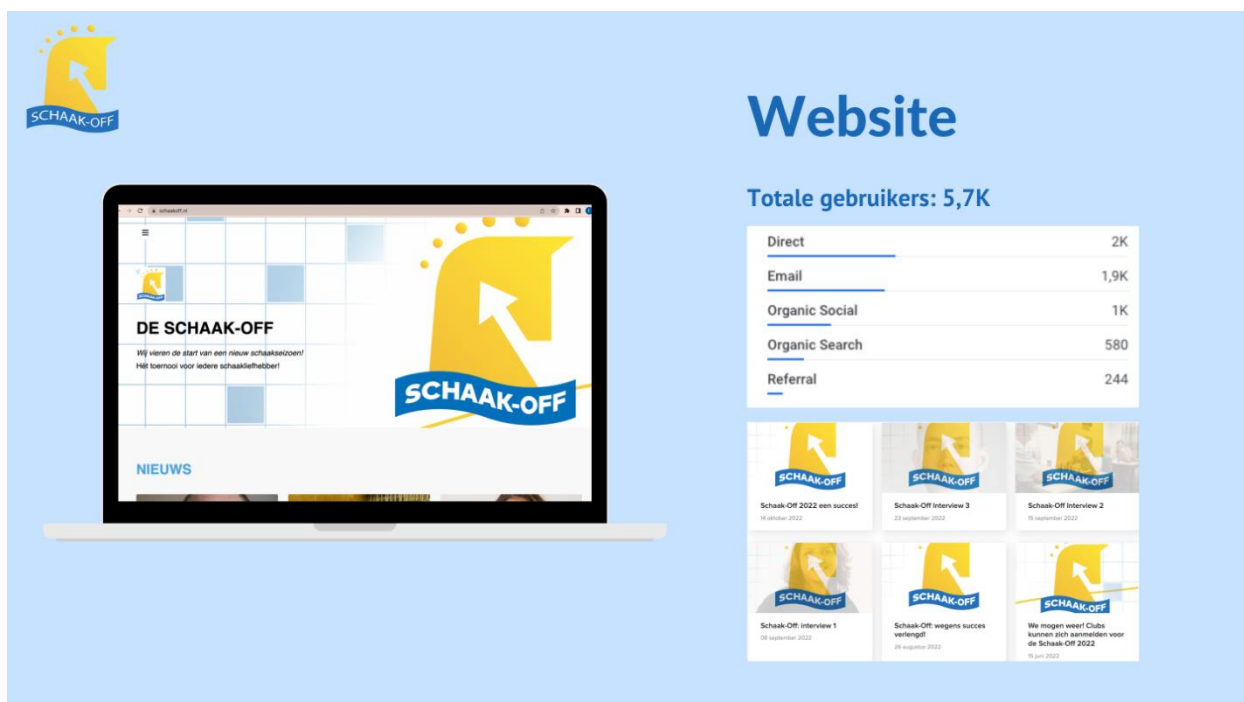 SCHAAK-OFF
Website
Totale gebruikers: 5,7K
schaakoff.nl
SCHAAK-OFF
DE SCHAAK-OFF
Wij vieren de start van een nieuw schaakseizoen!
Hét toernooi voor iedere schaakliefhebber!
SCHAAK-OFF
NIEUWS
Direct 2K
Email 1,9K
Organic Social 1K
Organic Search 580
Referral 244
SCHAAK-OFF
Schaak-Off 2022 een succes!
14 oktober 2022
SCHAAK-OFF
Schaak-Off Interview 3
23 september 2022
SCHAAK-OFF
Schaak-Off Interview 2
15 september 2022
SCHAAK-OFF
Schaak-Off: interview 1
08 september 2022
SCHAAK-OFF
Schaak-Off: wegens succes
verlengd!
26 augustus 2022
SCHAAK-OFF
We mogen weer! Clubs
kunnen zich aanmelden voor
de Schaak-Off 2022
15 juni 2022